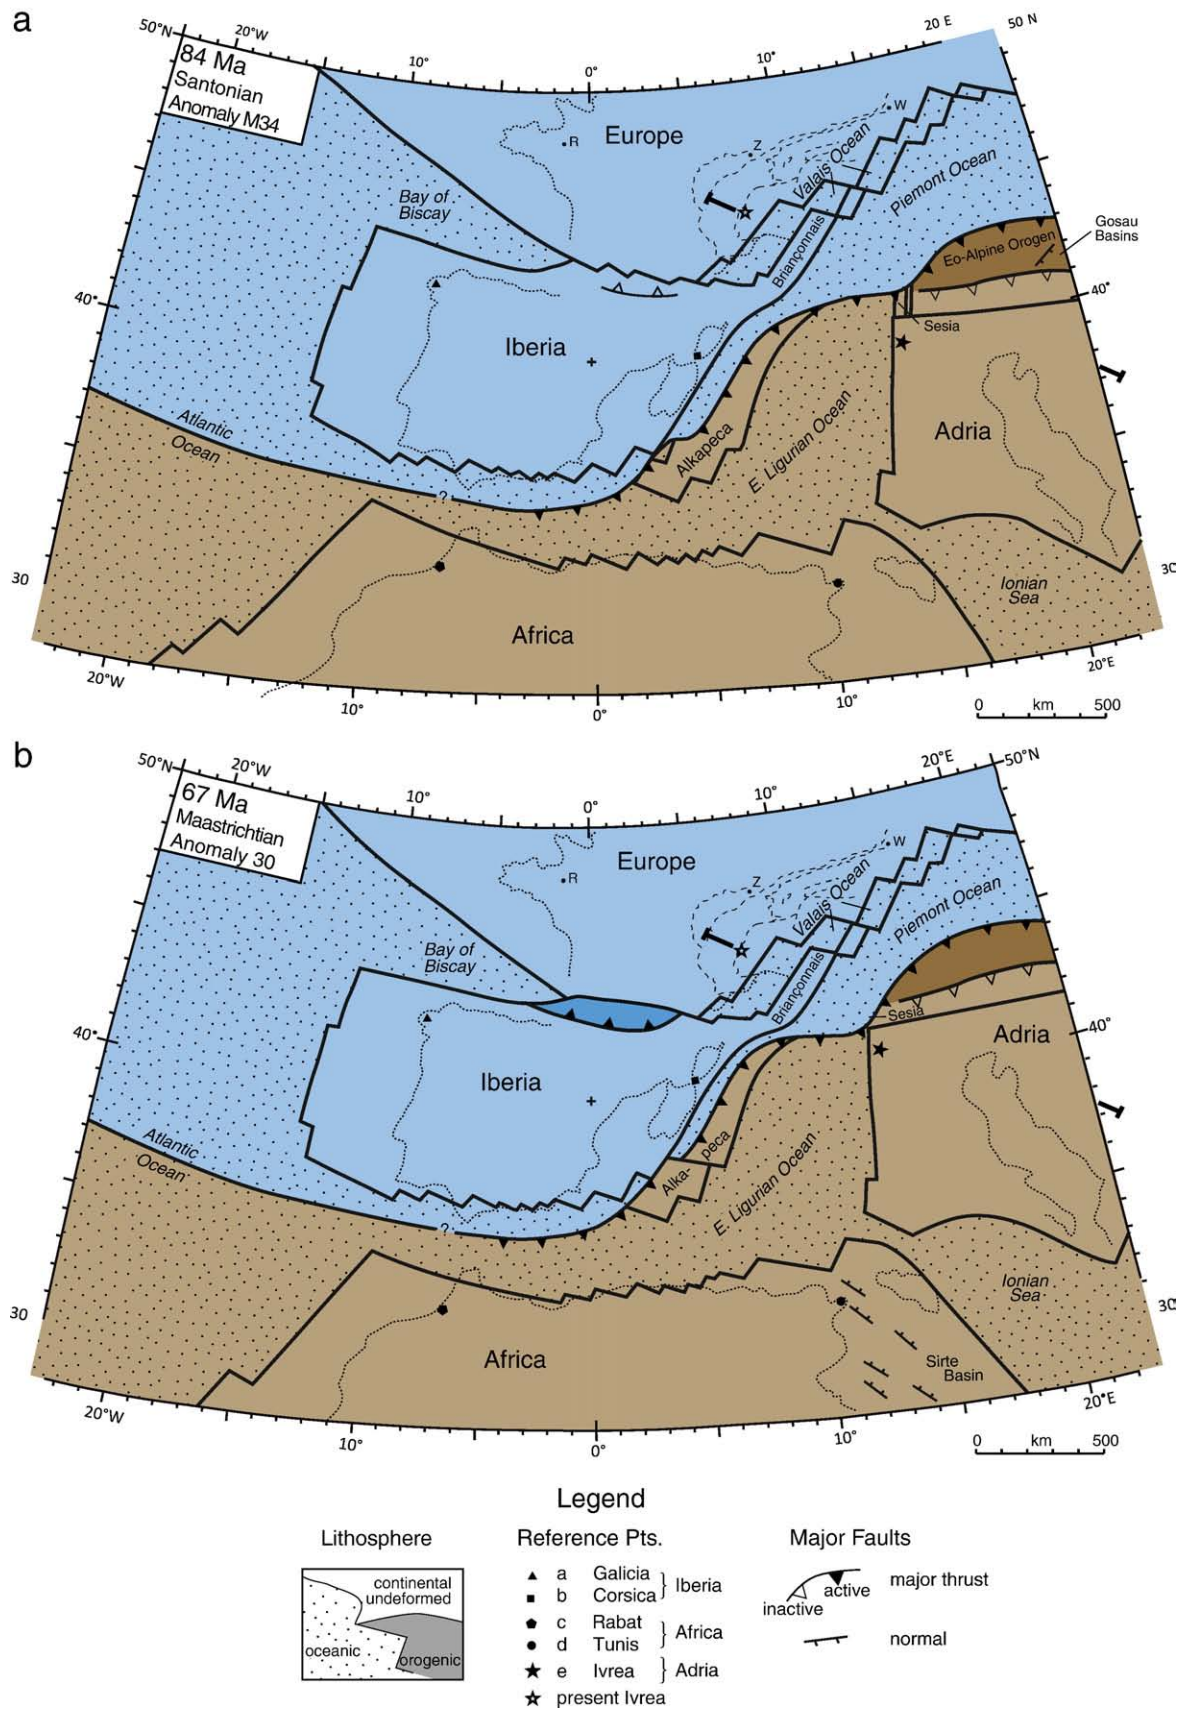 a
50°N
20°W
10°
0°
10°
20 E
50 N
84 Ma
Santonian
Anomaly M34
Europe
R
Z
W
Bay of
Biscay
Valais Ocean
Piemont Ocean
Briançonnais
Eo-Alpine Orogen
Gosau
Basins
40°
40°
Sesia
Iberia
Adria
Alkapeca
E. Ligurian Ocean
Atlantic
Ocean
?
30
30
Ionian
Sea
Africa
20°W
10°
0°
10°
20°E
0 km 500
b
50°N
20°W
10°
0°
10°
20°E
50°N
67 Ma
Maastrichtian
Anomaly 30
Europe
R
Z
W
Bay of
Biscay
Valais Ocean
Piemont Ocean
Briançonnais
Sesia
40°
40°
Adria
Iberia
Alka-
peca
E. Ligurian Ocean
Atlantic
Ocean
?
30
30
Ionian
Sea
Africa
Sirte
Basin
20°W
10°
0°
10°
20°E
0 km 500
Legend
Lithosphere
continental
undeformed
oceanic
orogenic
Reference Pts.
a Galicia
b Corsica
Iberia
c Rabat
d Tunis
Africa
e Ivrea
Adria
present Ivrea
Major Faults
active
inactive
major thrust
normal